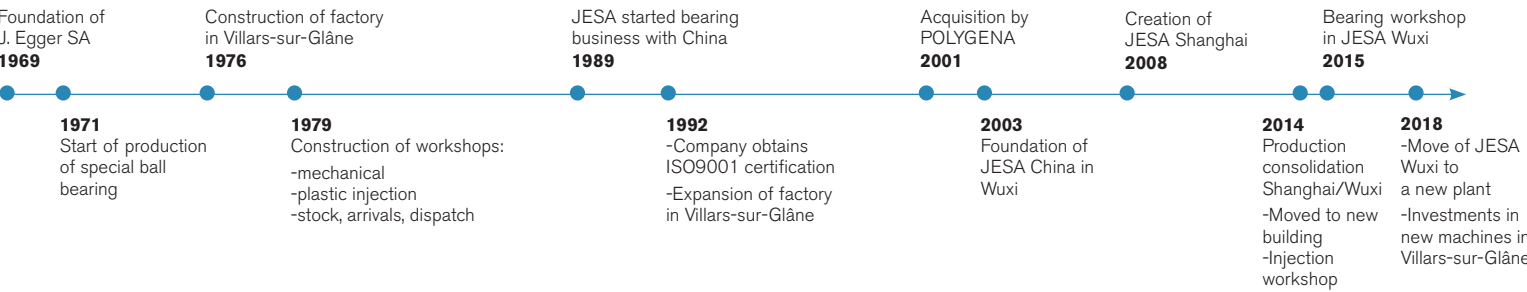 Foundation of
J. Egger SA
1969
Construction of factory
in Villars-sur-Glâne
1976
JESA started bearing
business with China
1989
Acquisition by
POLYGENA
2001
Creation of
JESA Shanghai
2008
Bearing workshop
in JESA Wuxi
2015
1971
Start of production
of special ball
bearing
1979
Construction of workshops:
-mechanical
-plastic injection
-stock, arrivals, dispatch
1992
-Company obtains
ISO9001 certification
-Expansion of factory
in Villars-sur-Glâne
2003
Foundation of
JESA China in
Wuxi
2014
Production
consolidation
Shanghai/Wuxi
-Moved to new
building
-Injection
workshop
2018
-Move of JESA
Wuxi to
a new plant
-Investments in
new machines in
Villars-sur-Glâne